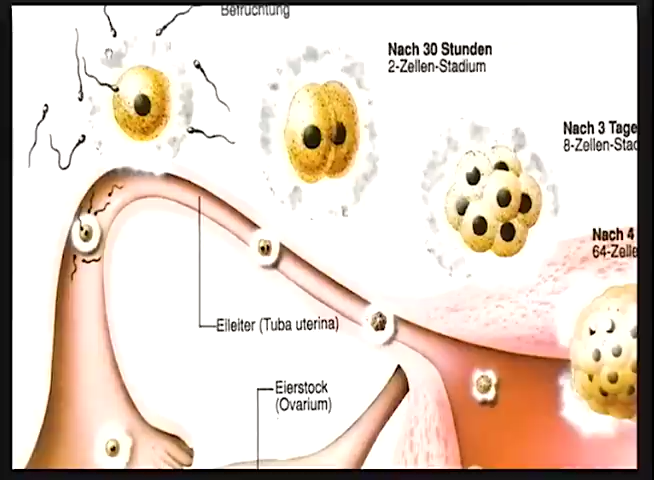 Befruchtung
Nach 30 Stunden
2-Zellen-Stadium
Nach 3 Tage
8-Zellen-Stad
Nach 4
64-Zelle
Eileiter (Tuba uterina)
Eierstock
(Ovarium)